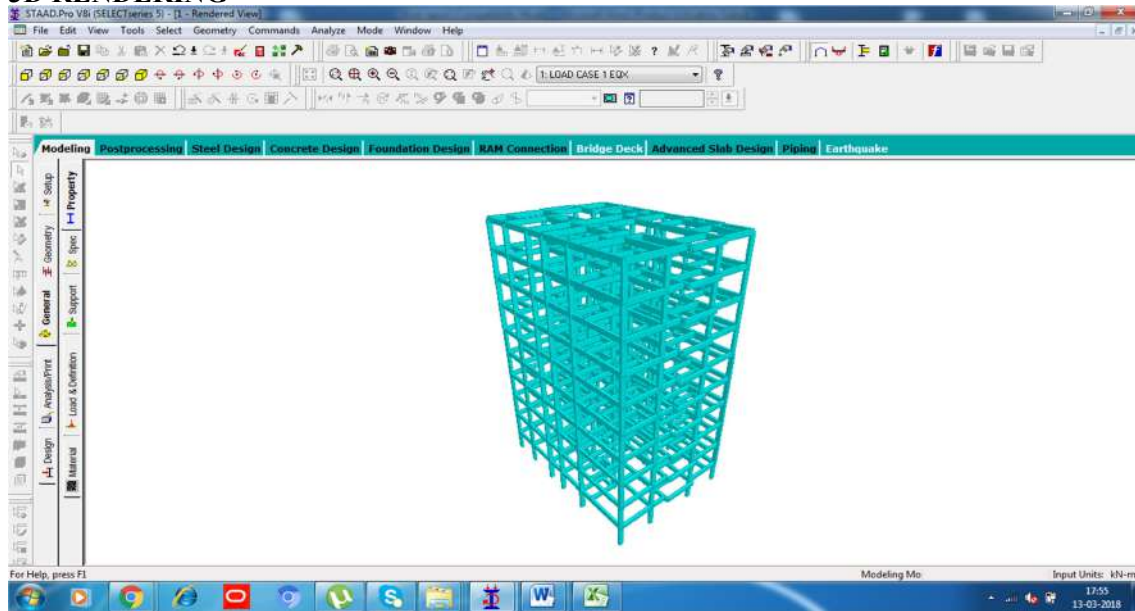 3D RENDERING
STAAD.Pro V8i (SELECTseries 5) - [1 - Rendered View]
File Edit View Tools Select Geometry Commands Analyze Mode Window Help
1: LOAD CASE 1 EQX
Modeling Postprocessing Steel Design Concrete Design Foundation Design RAM Connection Bridge Deck Advanced Slab Design Piping Earthquake
Setup
Geometry
General
Analysis/Print
Design
Property
Spec
Support
Load & Definition
Material
For Help, press F1
Modeling Mo
Input Units: kN-m
17:55
13-03-2018